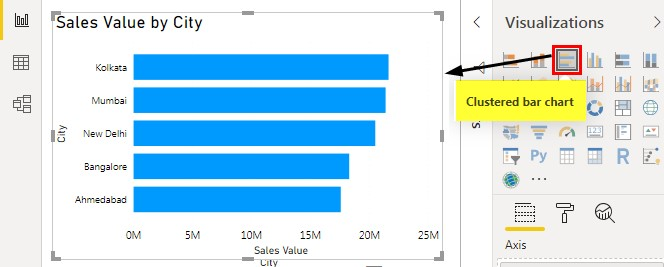 Sales Value by City
Kolkata
Mumbai
New Delhi
Bangalore
Ahmedabad
City
0M 5M 10M 15M 20M 25M
Sales Value
City
Visualizations
Clustered bar chart
123
Py
R
Axis